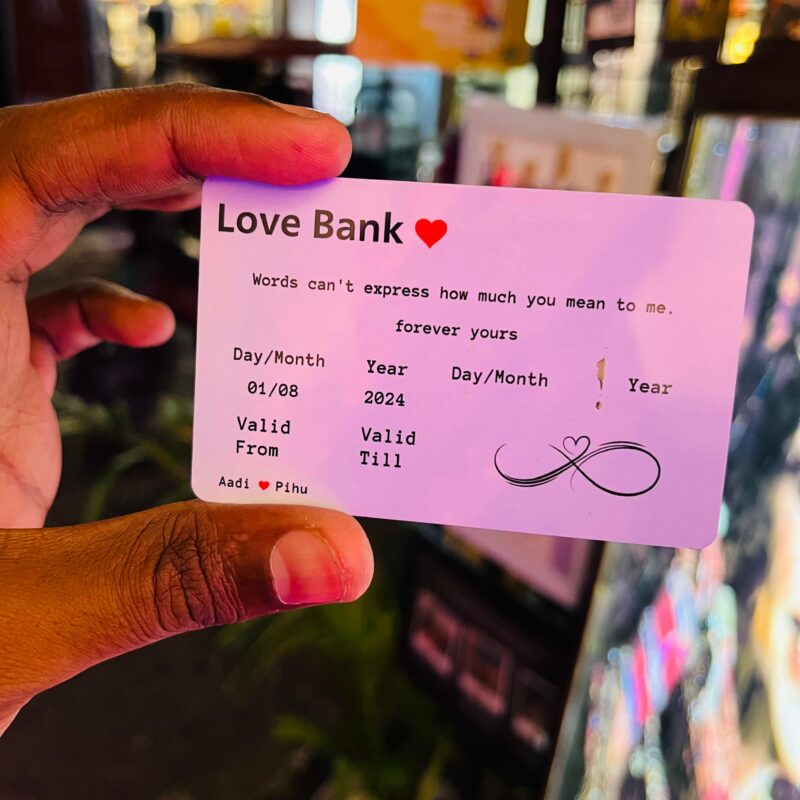 Love Bank ❤
Words can't express how much you mean to me.
forever yours
Day/Month Year Day/Month Year
01/08 2024
Valid From Valid Till
Aadi ❤ Pihu